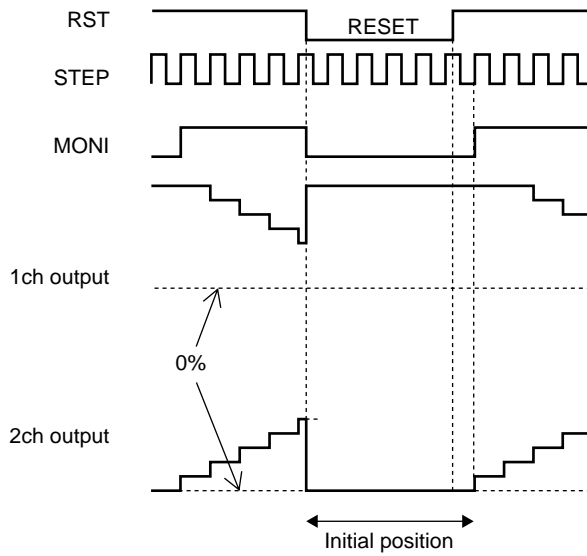 RST
RESET
STEP
MONI
1ch output
0%
2ch output
Initial position